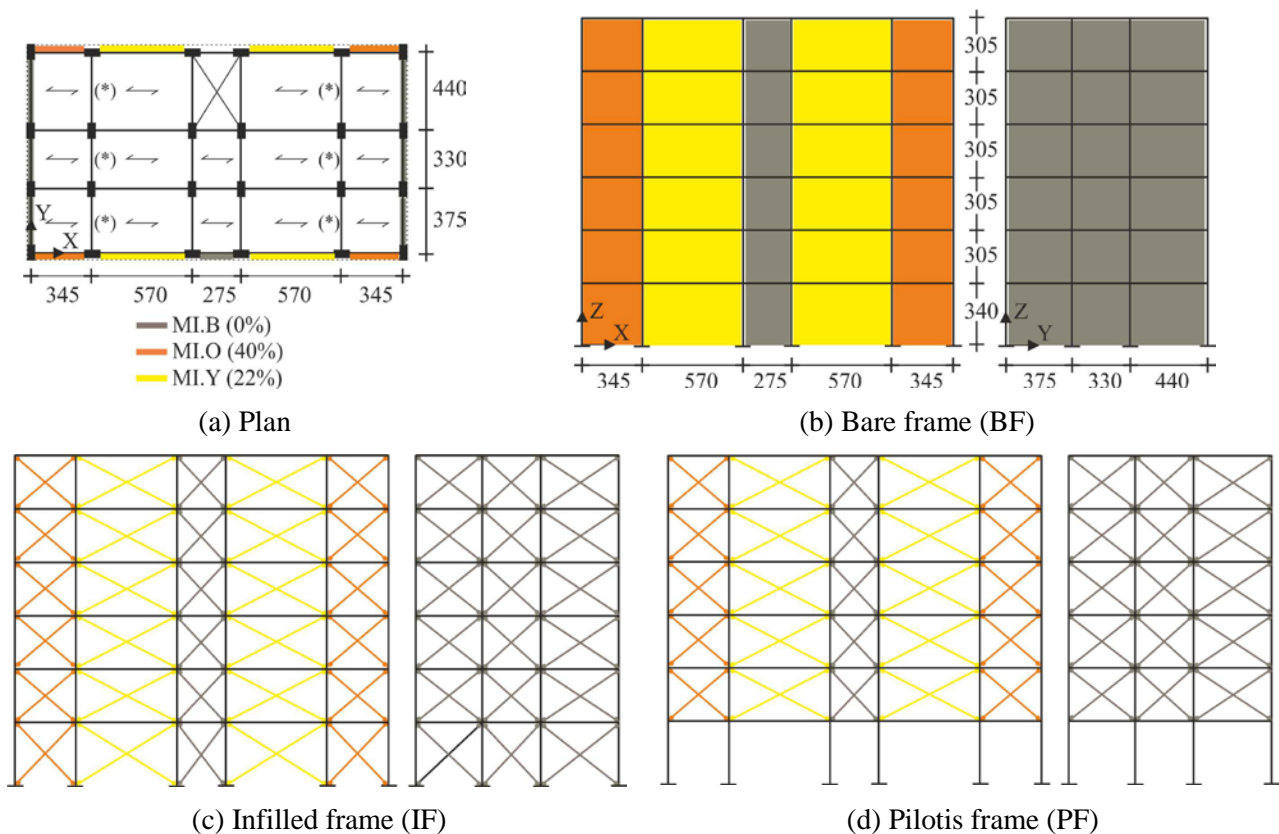 (*) (*)
440
(*) (*)
330
(*) (*)
375
Y
X
345 570 275 570 345
MI.B (0%)
MI.O (40%)
MI.Y (22%)
(a) Plan
305
305
305
305
305
340
Z
X
Z
Y
345 570 275 570 345
375 330 440
(b) Bare frame (BF)
(c) Infilled frame (IF)
(d) Pilotis frame (PF)